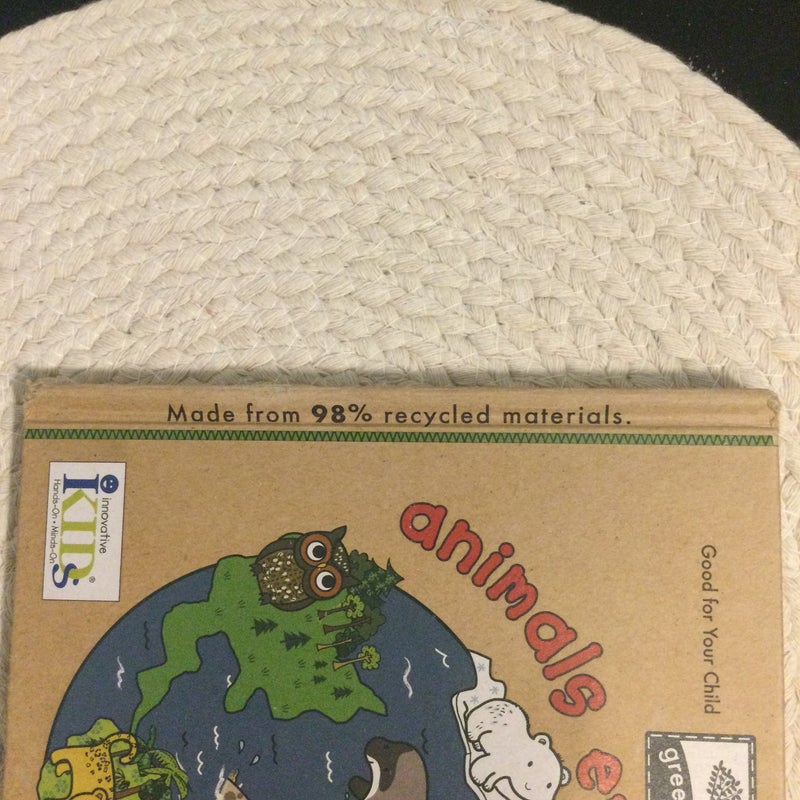 Made from 98% recycled materials.
innovative
KIDS®
Hands-On • Minds-On
animals
Good for Your Child